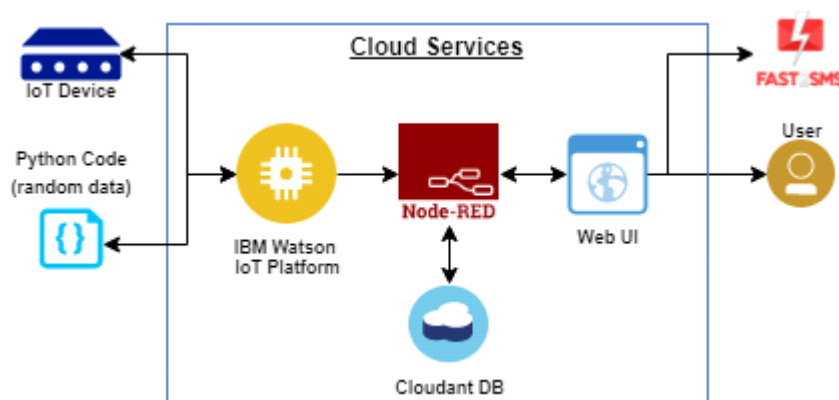 Cloud Services
IoT Device
FAST2SMS
Python Code
(random data)
User
Node-RED
IBM Watson
IoT Platform
Web UI
Cloudant DB